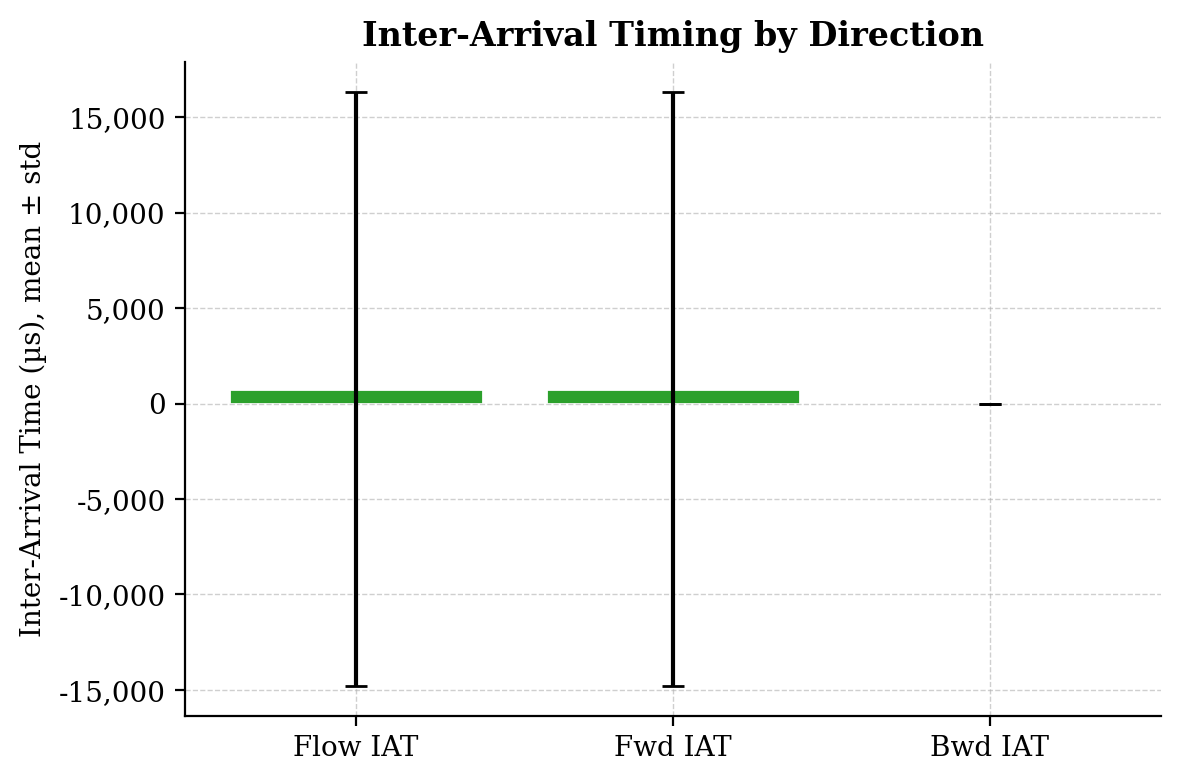 Inter-Arrival Timing by Direction
Inter-Arrival Time (µs), mean ± std
15,000
10,000
5,000
0
-5,000
-10,000
-15,000
Flow IAT
Fwd IAT
Bwd IAT